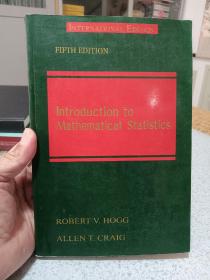 INTERNATIONAL EDITION
FIFTH EDITION
Introduction to
Mathematical Statistics
ROBERT V. HOGG
ALLEN T. CRAIG